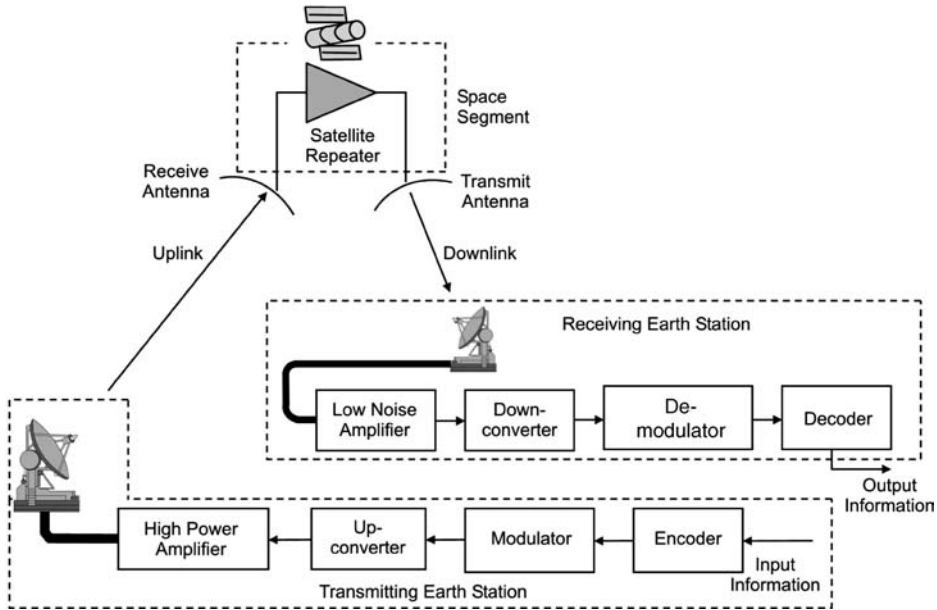 Space
Segment
Satellite
Repeater
Receive
Antenna
Transmit
Antenna
Uplink
Downlink
Receiving Earth Station
Low Noise
Amplifier
Down-
converter
De-
modulator
Decoder
Output
Information
High Power
Amplifier
Up-
converter
Modulator
Encoder
Input
Information
Transmitting Earth Station